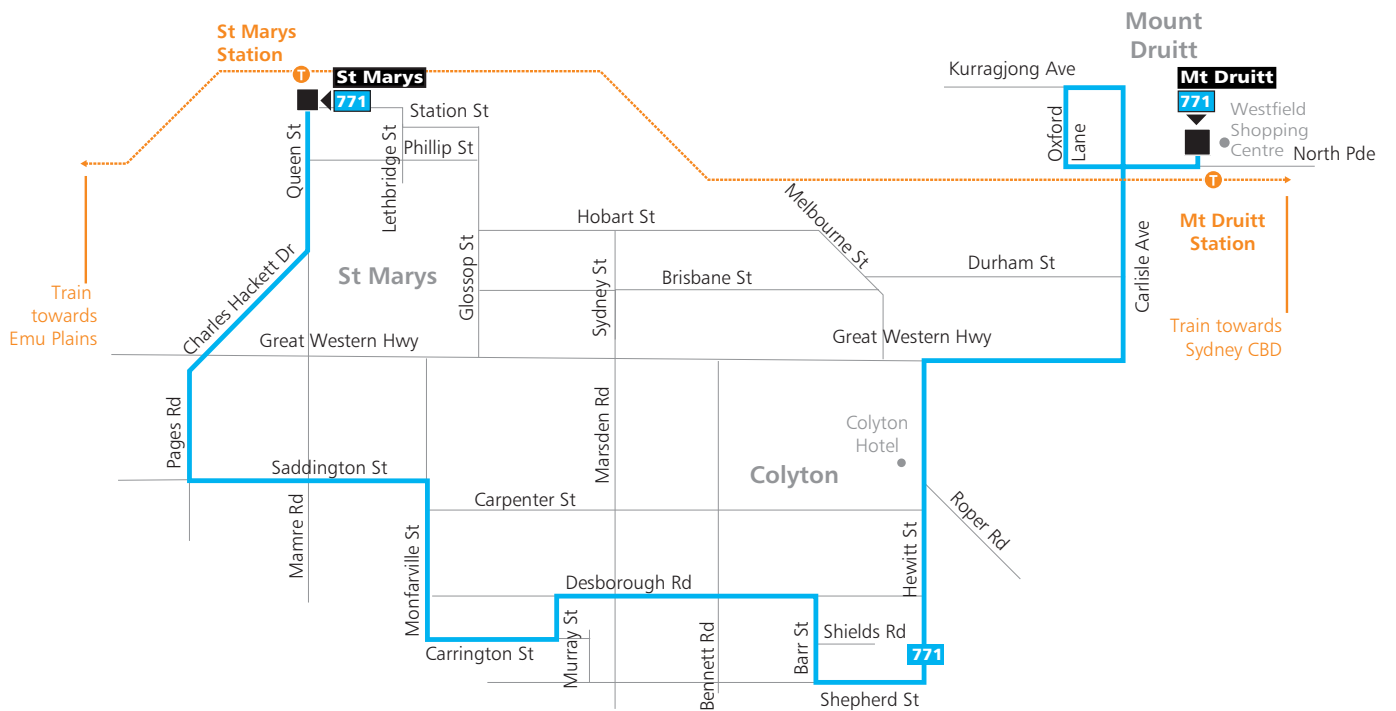 St Marys
Station
T
St Marys
771
Mount
Druitt
Kurragjong Ave
Mt Druitt
771
Westfield
Shopping
Centre
Oxford
Lane
North Pde
T
Mt Druitt
Station
Station St
Phillip St
Queen St
Lethbridge St
Glossop St
Hobart St
Melbourne St
Sydney St
Brisbane St
Durham St
Carlisle Ave
St Marys
Charles Hackett Dr
Train
towards
Emu Plains
Train towards
Sydney CBD
Great Western Hwy
Great Western Hwy
Pages Rd
Saddington St
Mamre Rd
Marsden Rd
Colyton
Hotel
Colyton
Carpenter St
Roper Rd
Monfarville St
Hewitt St
Desborough Rd
Carrington St
Murray St
Bennett Rd
Barr St
Shields Rd
771
Shepherd St